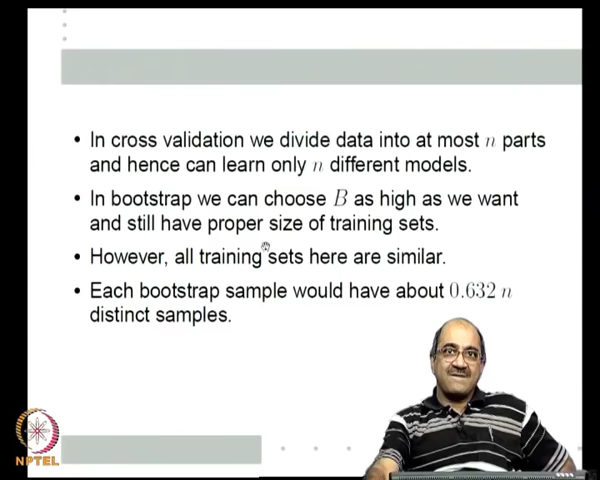 • In cross validation we divide data into at most n parts
and hence can learn only n different models.
• In bootstrap we can choose B as high as we want
and still have proper size of training sets.
• However, all training sets here are similar.
• Each bootstrap sample would have about 0.632 n
distinct samples.
NPTEL